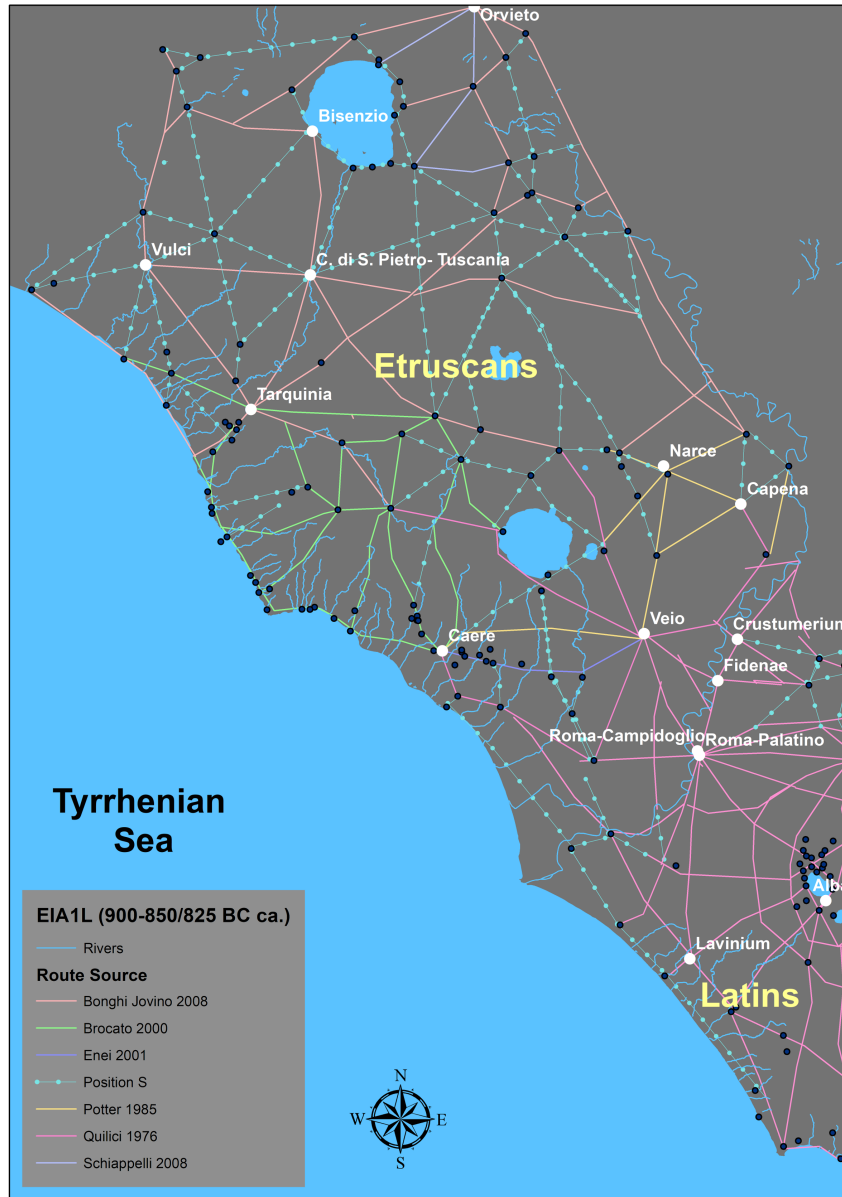 Orvieto
Bisenzio
Vulci
C. di S. Pietro- Tuscania
Etruscans
Tarquinia
Narce
Capena
Veio
Crustumerium
Caere
Fidenae
Roma-Campidoglio
Roma-Palatino
Tyrrhenian
Sea
Alba
Lavinium
Latins
EIA1L (900-850/825 BC ca.)
Rivers
Route Source
Bonghi Jovino 2008
Brocato 2000
Enei 2001
Position S
Potter 1985
Quilici 1976
Schiappelli 2008
N
W
E
S